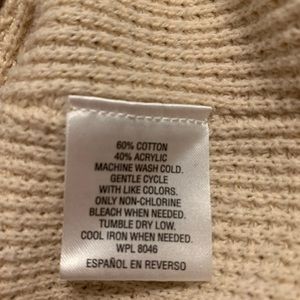 60% COTTON
40% ACRYLIC
MACHINE WASH COLD.
GENTLE CYCLE
WITH LIKE COLORS.
ONLY NON-CHLORINE
BLEACH WHEN NEEDED.
TUMBLE DRY LOW.
COOL IRON WHEN NEEDED.
WPL 8046
ESPAÑOL EN REVERSO